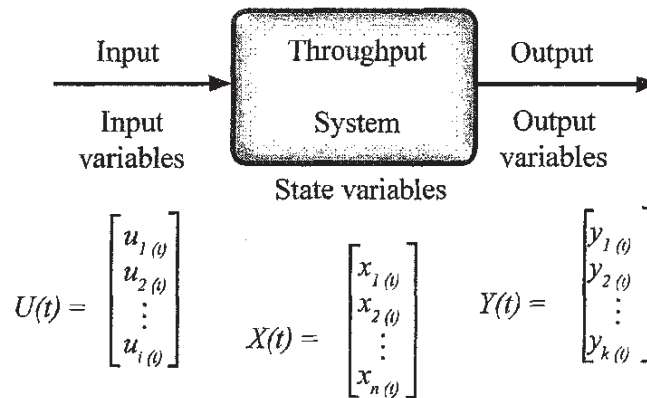 Input
Throughput
Output
Input
variables
System
Output
variables
State variables
U(t) =
u1 (t)
u2 (t)
⋮
ui (t)
X(t) =
x1 (t)
x2 (t)
⋮
xn (t)
Y(t) =
y1 (t)
y2 (t)
⋮
yk (t)